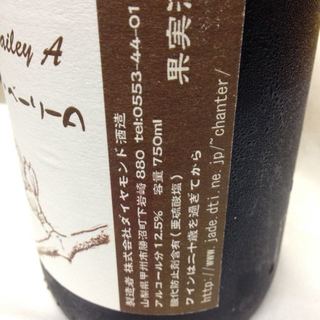 ailey A
ベーリーA
果実酒
製造者 株式会社ダイヤモンド酒造
山梨県甲州市勝沼町下岩崎 880 tel:0553-44-01
アルコール分 12.5% 容量 750ml
酸化防止剤含有(亜硫酸塩)
ワインは二十歳を過ぎてから
http://www.jade.dti.ne.jp/~chanter/